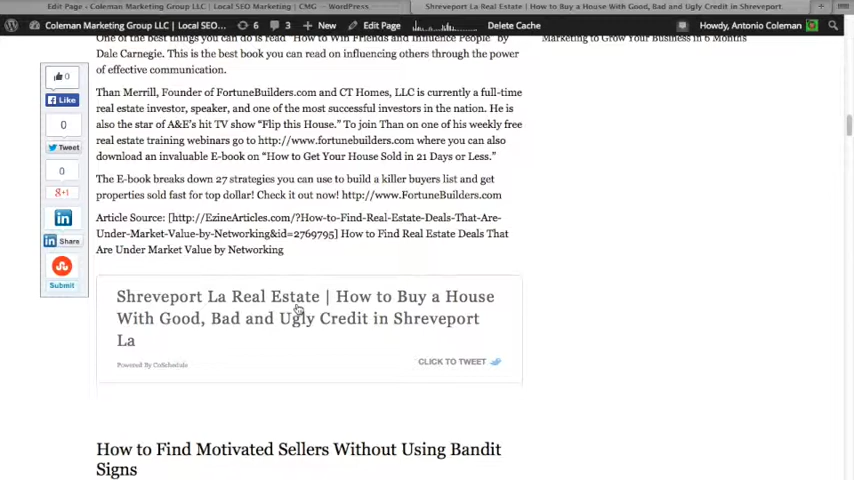 Edit Page - Coleman Marketing Group LLC | Local SEO Marketing | CMG — WordPress
Shreveport La Real Estate | How to Buy a House With Good, Bad and Ugly Credit in Shreveport
Coleman Marketing Group LLC | Local SEO... 6 3 + New Edit Page Delete Cache Howdy, Antonio Coleman
One of the best things you can do is read "How to Win Friends and Influence People" by
Marketing to Grow Your Business in 6 Months
Dale Carnegie. This is the best book you can read on influencing others through the power
of effective communication.
0
Like
0
Tweet
0
g+1
in
in Share
Submit
Than Merrill, Founder of FortuneBuilders.com and CT Homes, LLC is currently a full-time
real estate investor, speaker, and one of the most successful investors in the nation. He is
also the star of A&E's hit TV show "Flip this House." To join Than on one of his weekly free
real estate training webinars go to http://www.fortunebuilders.com where you can also
download an invaluable E-book on "How to Get Your House Sold in 21 Days or Less."
The E-book breaks down 27 strategies you can use to build a killer buyers list and get
properties sold fast for top dollar! Check it out now! http://www.FortuneBuilders.com
Article Source: [http://EzineArticles.com/?How-to-Find-Real-Estate-Deals-That-Are-
Under-Market-Value-by-Networking&id=2769795] How to Find Real Estate Deals That
Are Under Market Value by Networking
Shreveport La Real Estate | How to Buy a House
With Good, Bad and Ugly Credit in Shreveport
La
Powered By CoSchedule
CLICK TO TWEET
How to Find Motivated Sellers Without Using Bandit
Signs